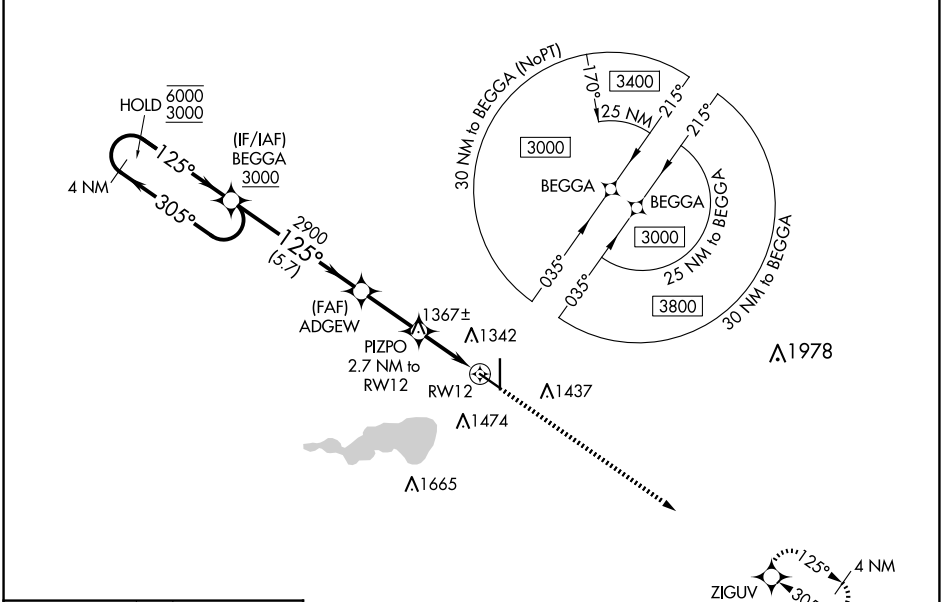 HOLD 6000
3000
(IF/IAF)
BEGGA
3000
125°
4 NM
305°
2900
125°
(5.7)
(FAF)
ADGEW
1367±
PIZPO
2.7 NM to
RW12
1342
RW12
1437
1474
1665
1978
30 NM to BEGGA (NoPT)
170°
3400
25 NM
215°
3000
BEGGA
035°
215°
BEGGA
3000
25 NM to BEGGA
035°
3800
30 NM to BEGGA
125°
4 NM
ZIGUV